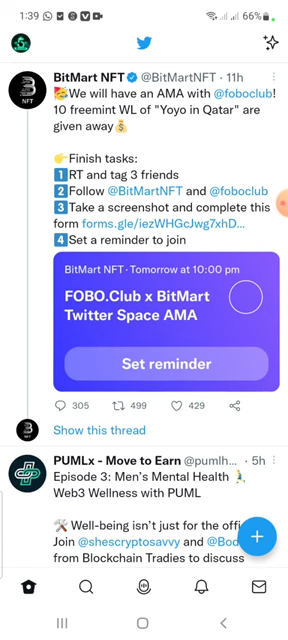 1:39
66%
BitMart NFT @BitMartNFT · 11h
🥳We will have an AMA with @foboclub!
10 freemint WL of "Yoyo in Qatar" are
given away💰
👉Finish tasks:
1️⃣RT and tag 3 friends
2️⃣Follow @BitMartNFT and @foboclub
3️⃣Take a screenshot and complete this
form forms.gle/iezWHGcJwg7xhD…
4️⃣Set a reminder to join
BitMart NFT · Tomorrow at 10:00 pm
FOBO.Club x BitMart
Twitter Space AMA
Set reminder
305 499 429
Show this thread
PUMLx - Move to Earn @pumlh... · 5h
Episode 3: Men's Mental Health
Web3 Wellness with PUML
🛠️ Well-being isn't just for the offi
Join @shescryptosavvy and @Bod
from Blockchain Tradies to discuss